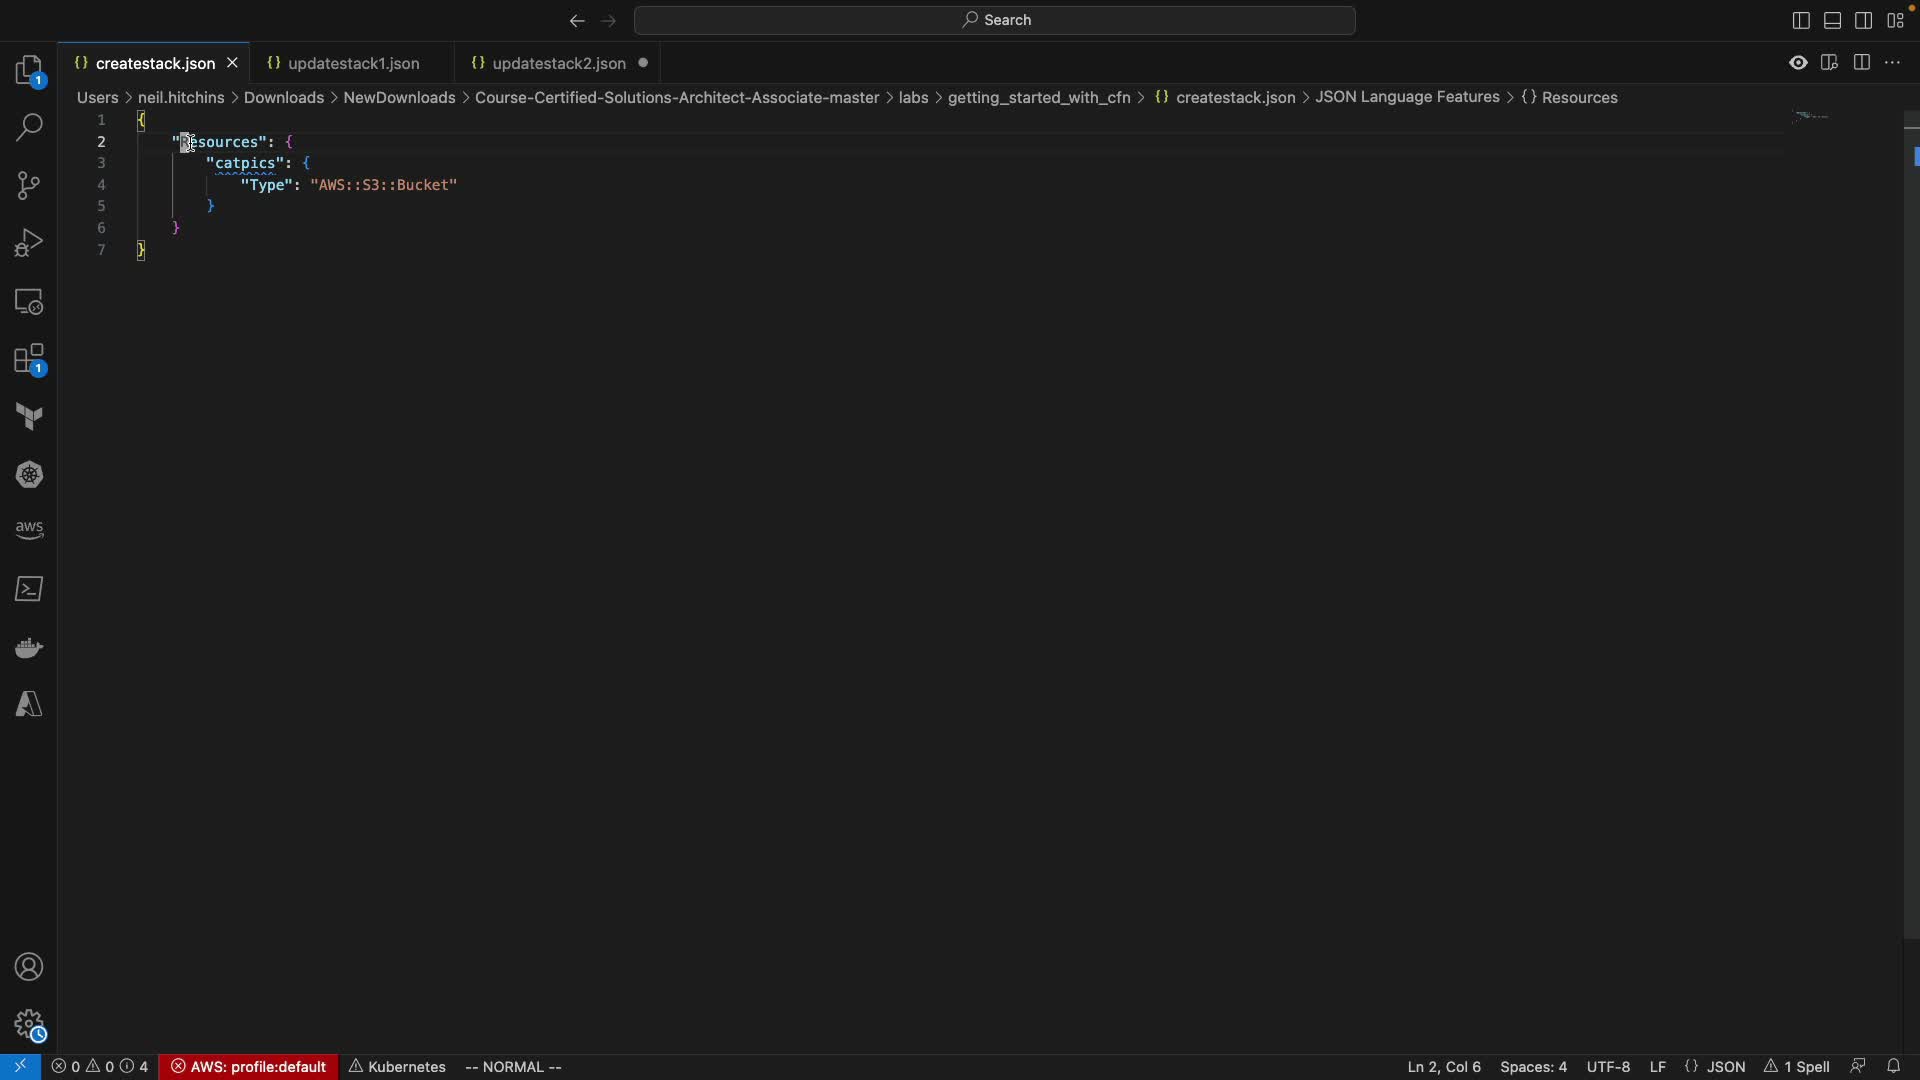 Search
{} createstack.json × {} updatestack1.json {} updatestack2.json
Users > neil.hitchins > Downloads > NewDownloads > Course-Certified-Solutions-Architect-Associate-master > labs > getting_started_with_cfn > {} createstack.json > JSON Language Features > {} Resources
1 {
2 "Resources": {
3 "catpics": {
4 "Type": "AWS::S3::Bucket"
5 }
6 }
7 }
1
1
aws
0 0 4 AWS: profile:default Kubernetes -- NORMAL -- Ln 2, Col 6 Spaces: 4 UTF-8 LF {} JSON 1 Spell